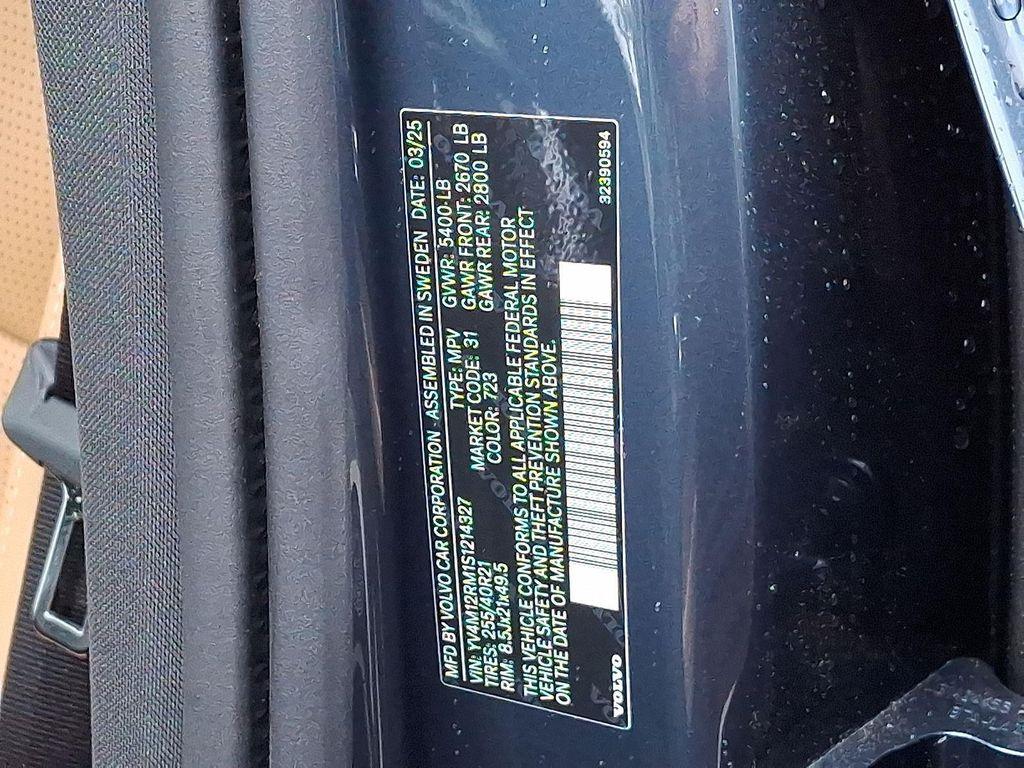 MFD BY VOLVO CAR CORPORATION - ASSEMBLED IN SWEDEN DATE: 03/25
VIN: YV4M12RM1S1214327 TYPE: MPV GVWR: 5400 LB
TIRES: 255/40R21 MARKET CODE: 31 GAWR FRONT: 2670 LB
RIM: 8.5Jx21x49.5 COLOR: 723 GAWR REAR: 2800 LB
THIS VEHICLE CONFORMS TO ALL APPLICABLE FEDERAL MOTOR
VEHICLE SAFETY AND THEFT PREVENTION STANDARDS IN EFFECT
ON THE DATE OF MANUFACTURE SHOWN ABOVE.
VOLVO 32390594